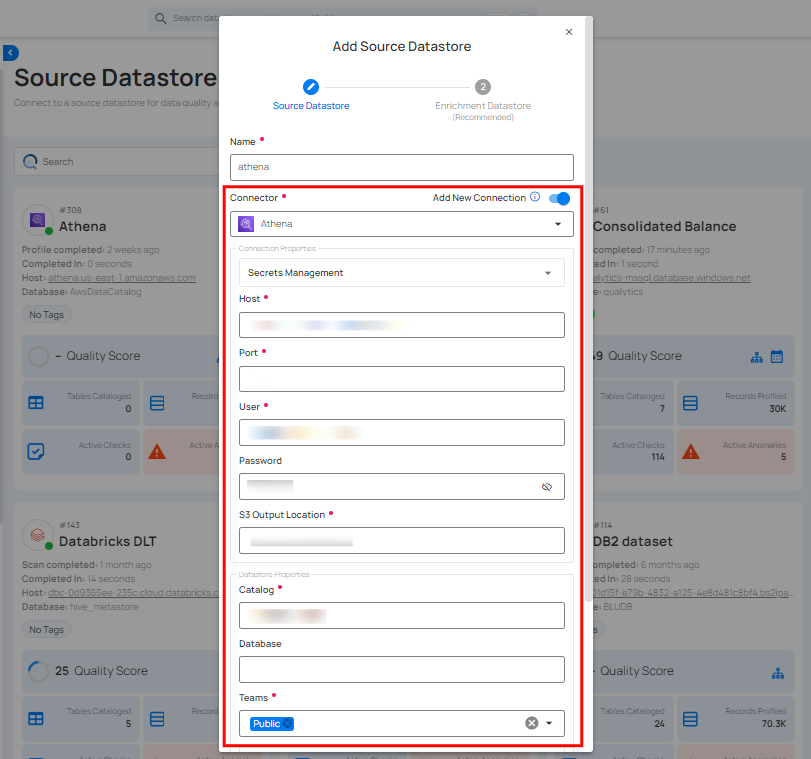 Search dat
Add Source Datastore
Source Datastore
Connect to a source datastore for data quality a
2
Source Datastore
Enrichment Datastore
(Recommended)
Name
athena
Search
Connector
Add New Connection
Athena
#308
Athena
Profile completed: 2 weeks ago
Completed In: 0 seconds
Host: athena.us-east-1.amazonaws.com
Database: AwsDataCatalog
No Tags
– Quality Score
Tables Cataloged
0
Records
Active Checks
0
Active A
#61
Consolidated Balance
completed: 17 minutes ago
ed In: 1 second
alytics-mssql.database.windows.net
e: qualytics
49 Quality Score
Tables Cataloged
7
Records Profiled
30K
Active Checks
114
Active Anomalies
5
Connection Properties
Secrets Management
Host
Port
User
Password
S3 Output Location
Datastore Properties
Catalog
Database
Teams
Public
#143
Databricks DLT
Scan completed: 1 month ago
Completed In: 14 seconds
Host: dbc-0d9365ee-235c.cloud.databricks.c
Database: hive_metastore
No Tags
25 Quality Score
Tables Cataloged
5
Record
#114
DB2 dataset
ompleted: 6 months ago
ed In: 28 seconds
01d15f-e79b-4832-a125-4e8d481c8bf4.bs2ipa...
e: BLUDB
s
Quality Score
Tables Cataloged
24
Records Profiled
70.3K